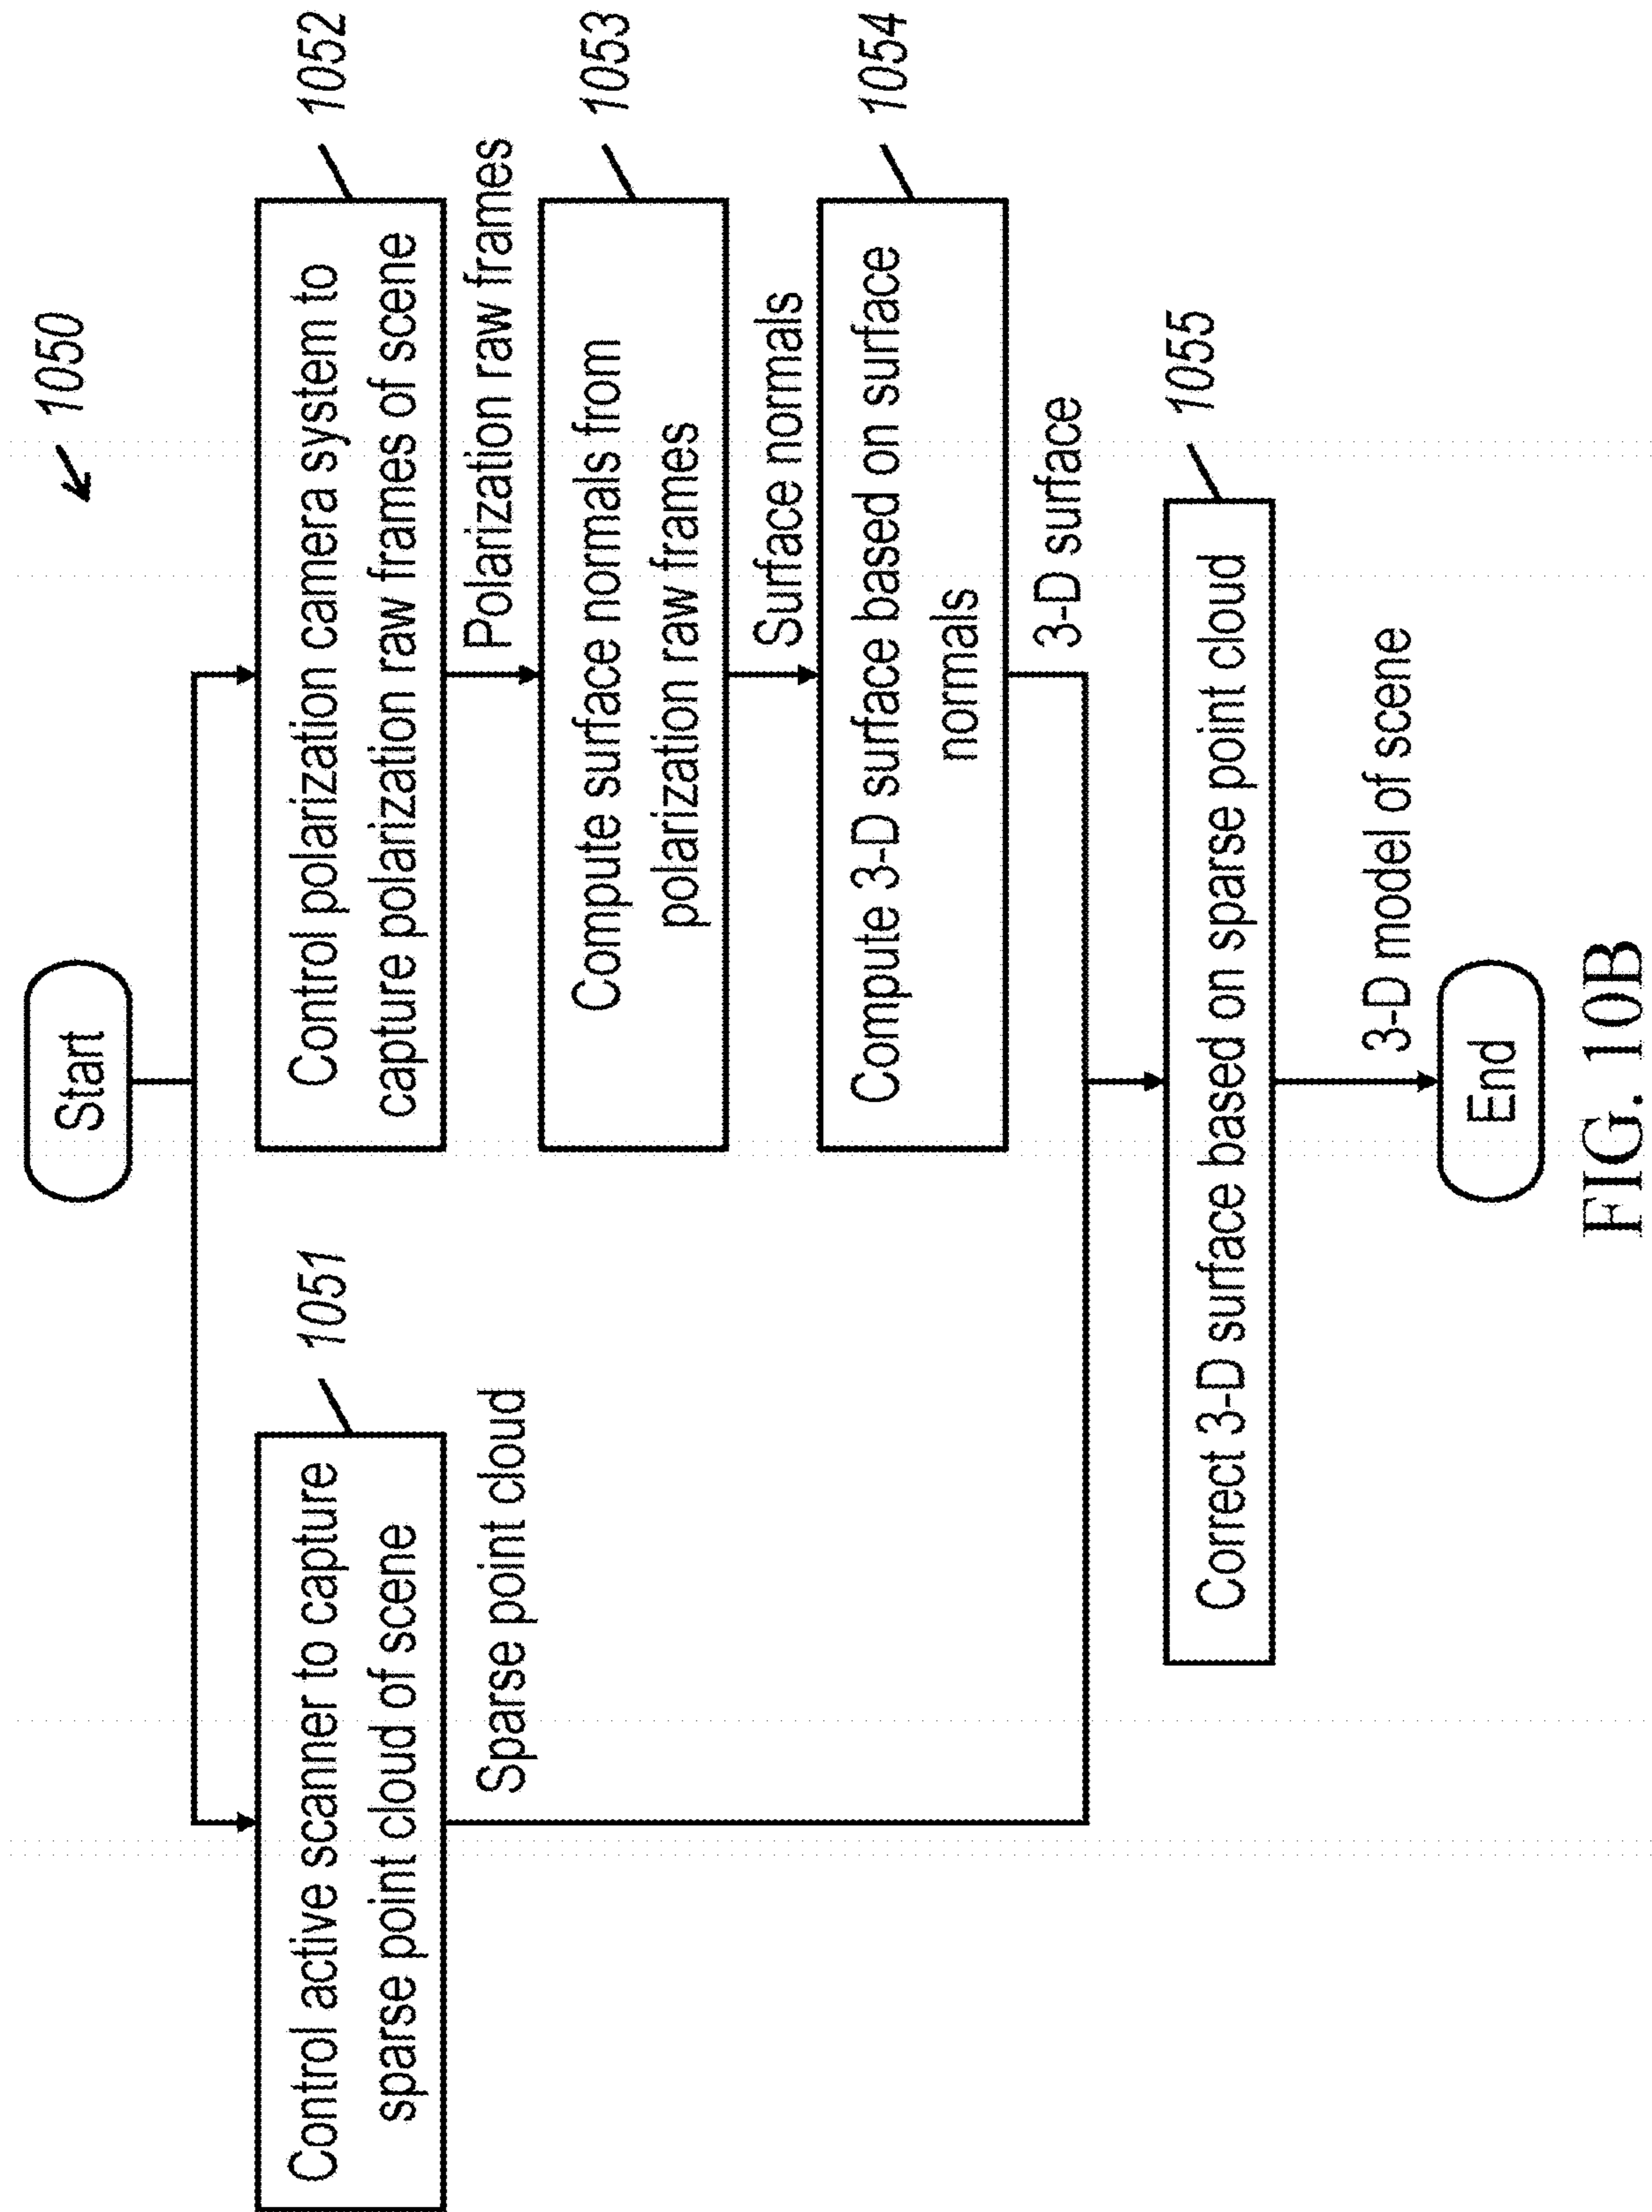 1050
Start
1051
Control active scanner to capture
sparse point cloud of scene
Sparse point cloud
1052
Control polarization camera system to
capture polarization raw frames of scene
Polarization raw frames
1053
Compute surface normals from
polarization raw frames
Surface normals
1054
Compute 3-D surface based on surface
normals
3-D surface
1055
Correct 3-D surface based on sparse point cloud
3-D model of scene
End
FIG. 10B